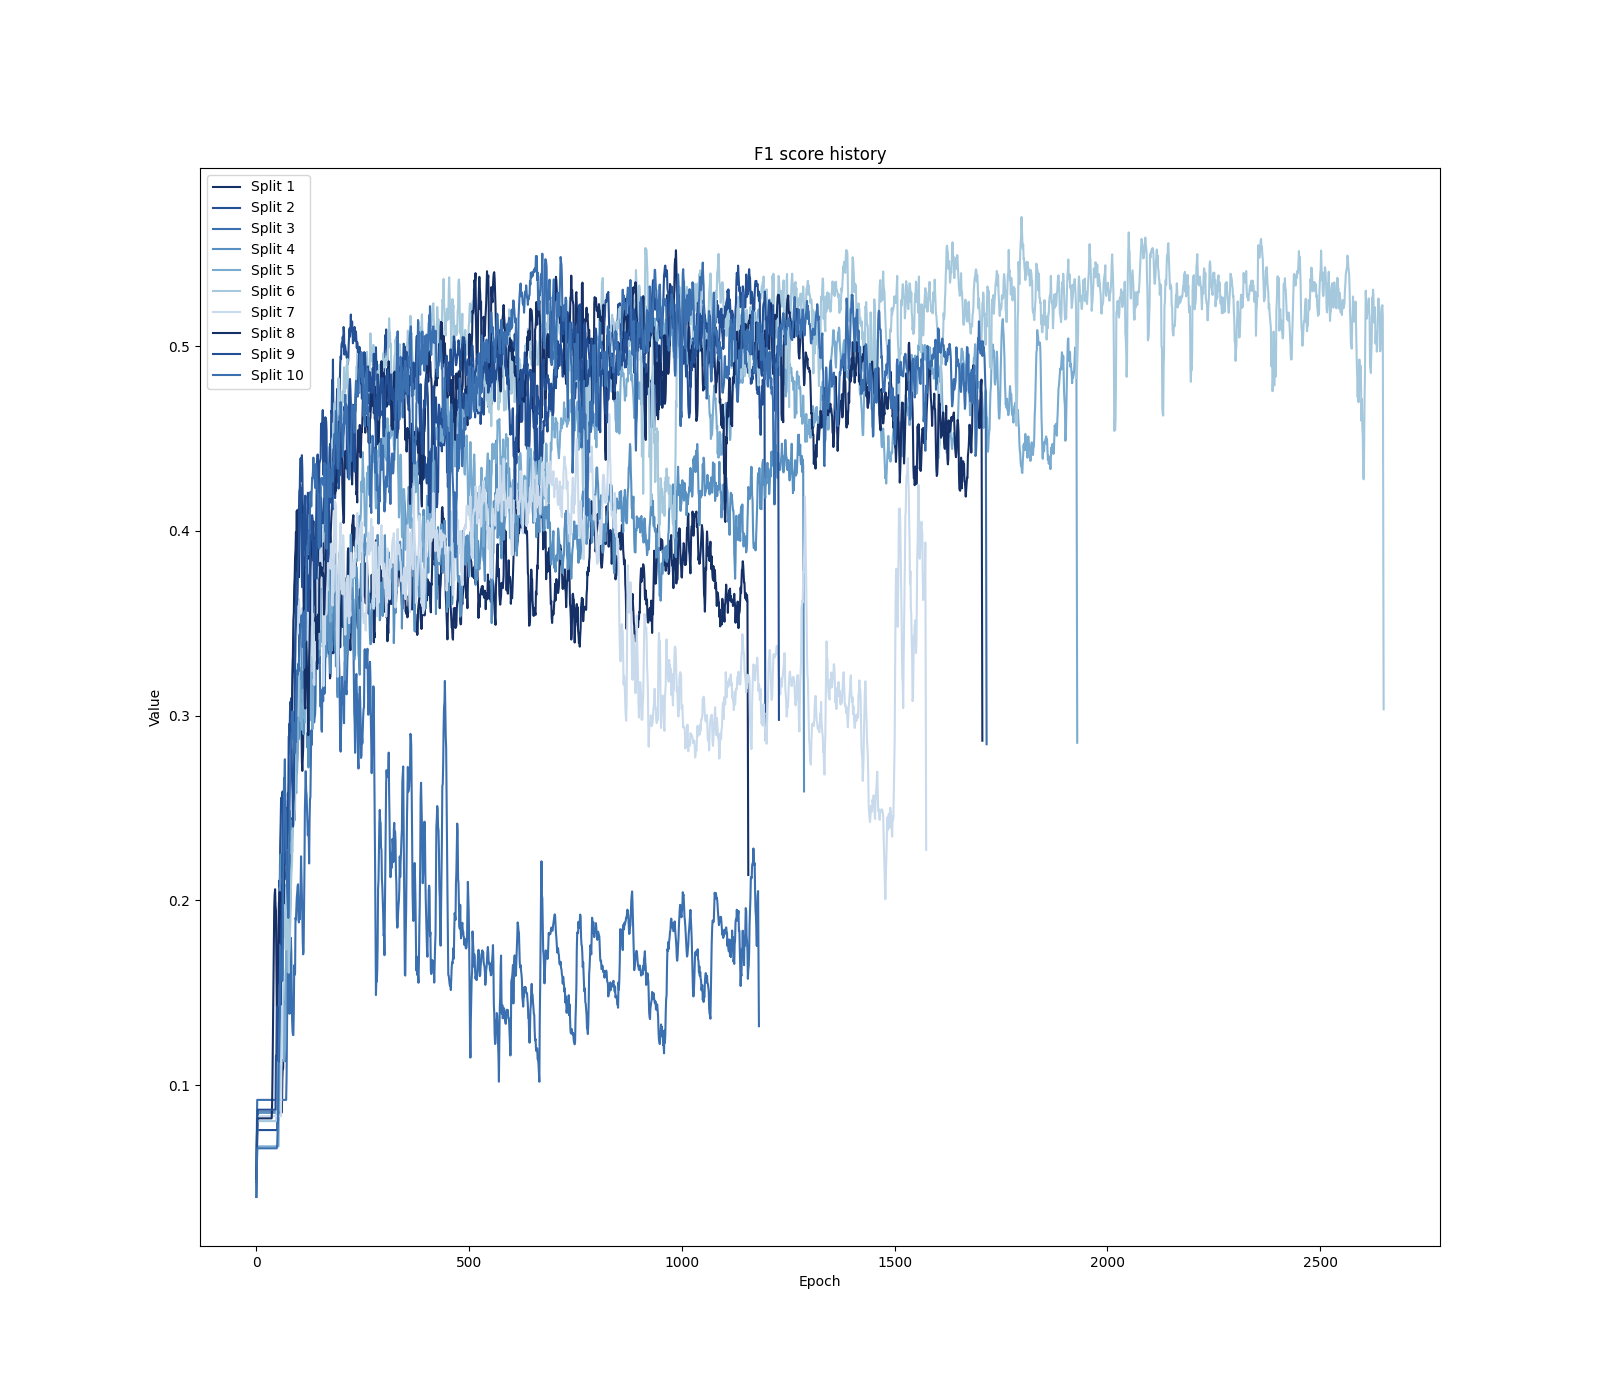 F1 score history
Split 1
Split 2
Split 3
Split 4
Split 5
Split 6
Split 7
Split 8
Split 9
Split 10
Value
0.5
0.4
0.3
0.2
0.1
0 500 1000 1500 2000 2500
Epoch